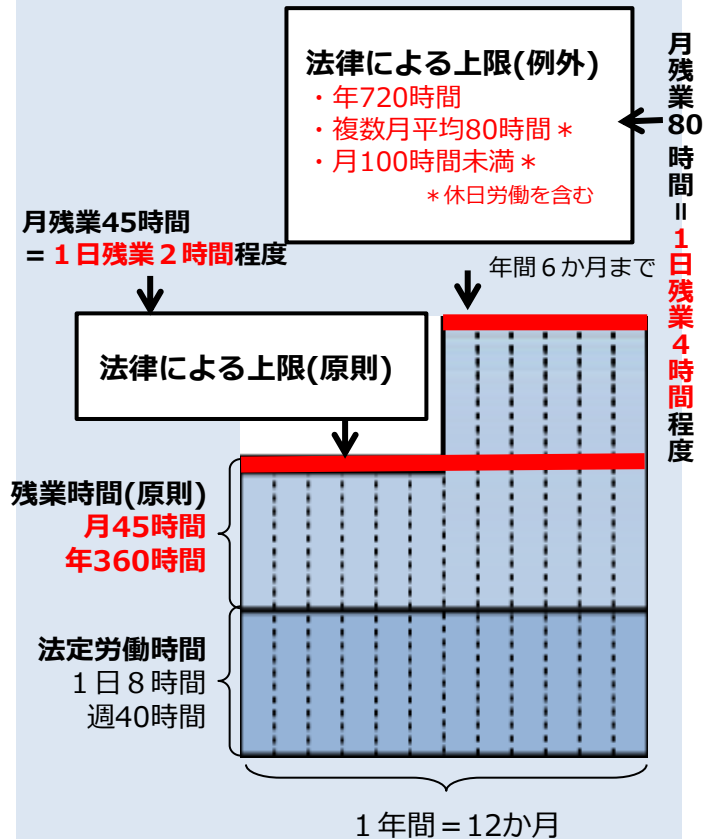 法律による上限(例外)
・年720時間
・複数月平均80時間＊
・月100時間未満＊
＊休日労働を含む
月残業80時間＝１日残業４時間程度
月残業45時間
＝１日残業２時間程度
年間６か月まで
法律による上限(原則)
残業時間(原則)
月45時間
年360時間
法定労働時間
１日８時間
週40時間
１年間＝12か月